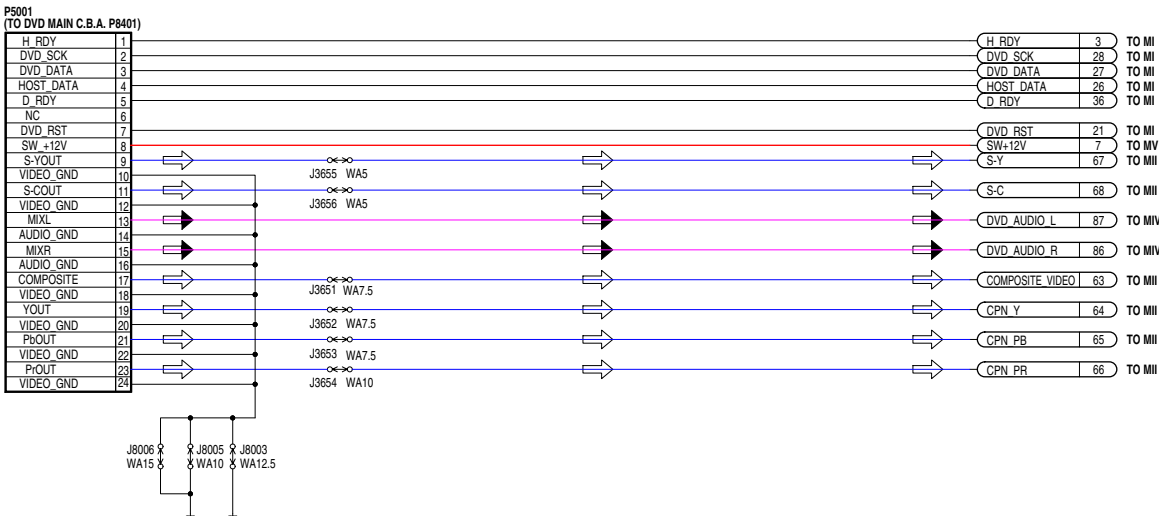 P5001
(TO DVD MAIN C.B.A. P8401)
H_RDY 1 H_RDY 3 TO MI
DVD_SCK 2 DVD_SCK 28 TO MI
DVD_DATA 3 DVD_DATA 27 TO MI
HOST_DATA 4 HOST_DATA 26 TO MI
D_RDY 5 D_RDY 36 TO MI
NC 6
DVD_RST 7 DVD_RST 21 TO MI
SW_+12V 8 SW+12V 7 TO MV
S-YOUT 9 S-Y 67 TO MII
VIDEO_GND 10 J3655 WA5
S-COUT 11 S-C 68 TO MII
VIDEO_GND 12 J3656 WA5
MIXL 13 DVD_AUDIO_L 87 TO MIV
AUDIO_GND 14
MIXR 15 DVD_AUDIO_R 86 TO MIV
AUDIO_GND 16
COMPOSITE 17 COMPOSITE_VIDEO 63 TO MII
VIDEO_GND 18 J3651 WA7.5
YOUT 19 CPN_Y 64 TO MII
VIDEO_GND 20 J3652 WA7.5
PbOUT 21 CPN_PB 65 TO MII
VIDEO_GND 22 J3653 WA7.5
PrOUT 23 CPN_PR 66 TO MII
VIDEO_GND 24 J3654 WA10
J8006 J8005 J8003
WA15 WA10 WA12.5